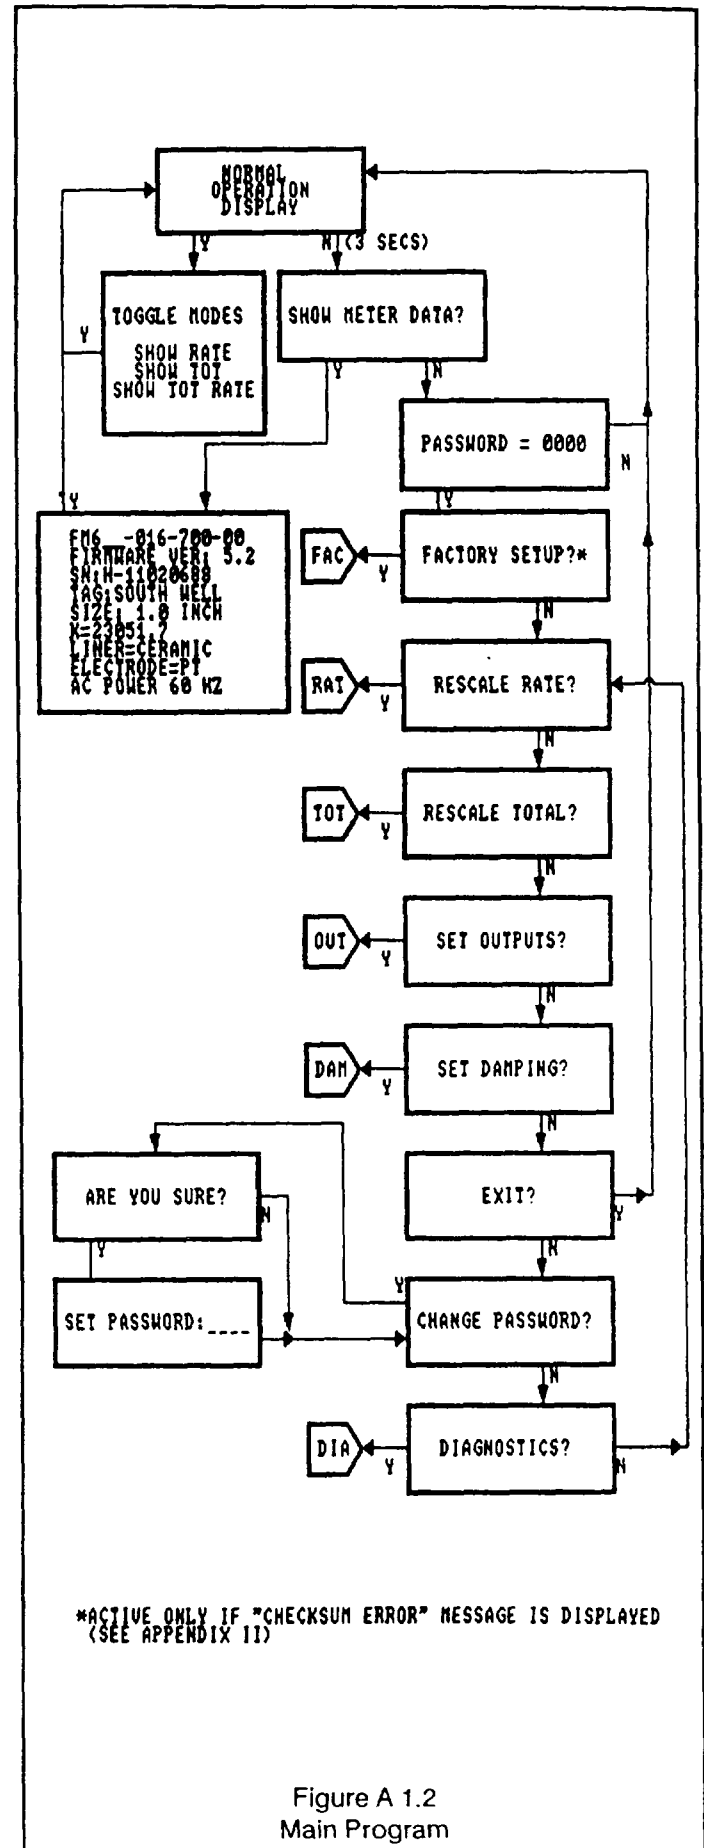 NORMAL
OPERATION
DISPLAY
Y
N (3 SECS)
TOGGLE MODES
SHOW RATE
SHOW TOT
SHOW TOT RATE
Y
SHOW METER DATA?
Y
N
PASSWORD = 0000
N
Y
Y
FM6_-016-700-00
FIRMWARE VER: 5.2
SN:H-11020688
TAG:SOUTH WELL
SIZE: 1.0 INCH
K=23051.7
LINER=CERAMIC
ELECTRODE=PT
AC POWER 60 HZ
FAC
Y
FACTORY SETUP?*
N
RAT
Y
RESCALE RATE?
N
TOT
Y
RESCALE TOTAL?
N
OUT
Y
SET OUTPUTS?
N
DAM
Y
SET DAMPING?
N
ARE YOU SURE?
N
Y
EXIT?
Y
N
SET PASSWORD:____
Y
CHANGE PASSWORD?
N
DIA
Y
DIAGNOSTICS?
N
*ACTIVE ONLY IF "CHECKSUM ERROR" MESSAGE IS DISPLAYED
(SEE APPENDIX II)
Figure A 1.2
Main Program